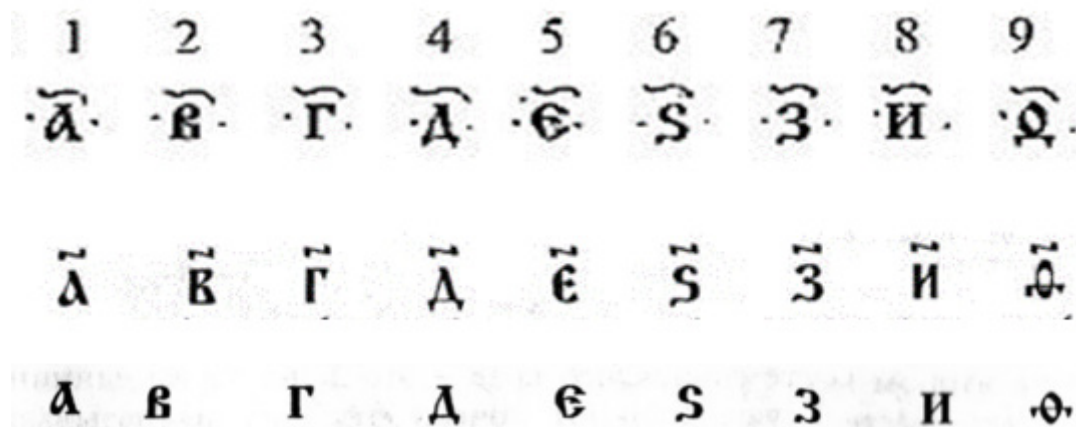 1 2 3 4 5 6 7 8 9
·а҃· ·в҃· ·г҃· ·д҃· ·є҃· ·ѕ҃· ·з҃· ·и҃· ·ѳ҃·
а҃ в҃ г҃ д҃ є҃ ѕ҃ з҃ и҃ ѳ҃
а в г д є ѕ з и ѳ